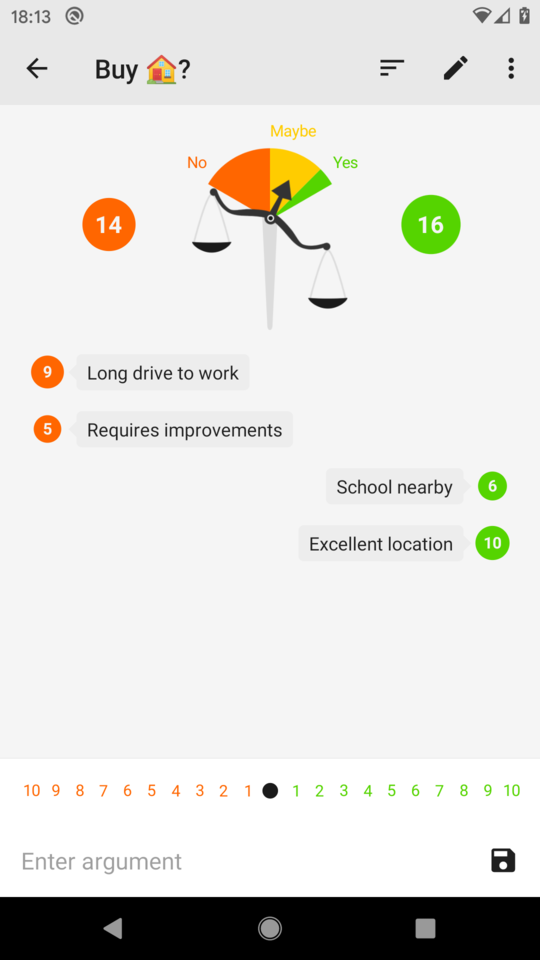 18:13
Buy 🏠?
Maybe
No
Yes
14
16
9 Long drive to work
5 Requires improvements
School nearby 6
Excellent location 10
10 9 8 7 6 5 4 3 2 1 1 2 3 4 5 6 7 8 9 10
Enter argument